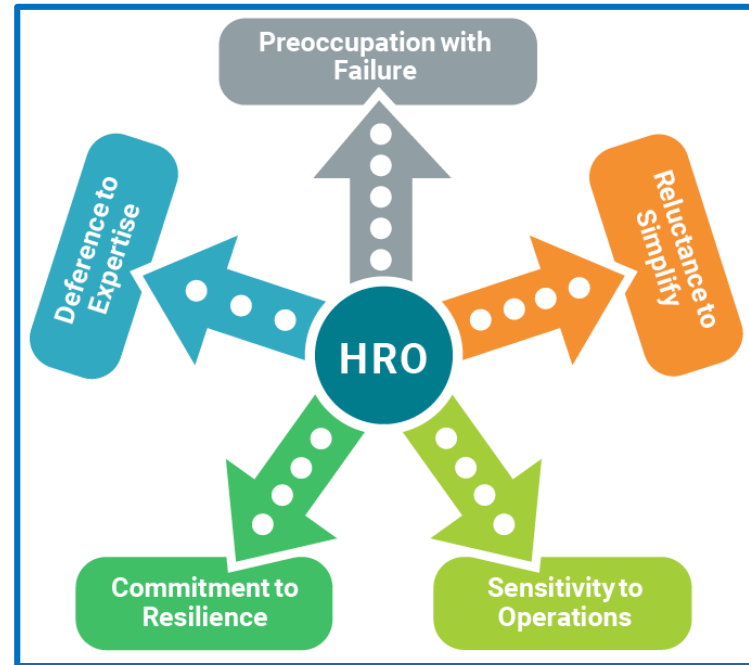 Preoccupation with
Failure
Deference to
Expertise
Reluctance to
Simplify
HRO
Commitment to
Resilience
Sensitivity to
Operations